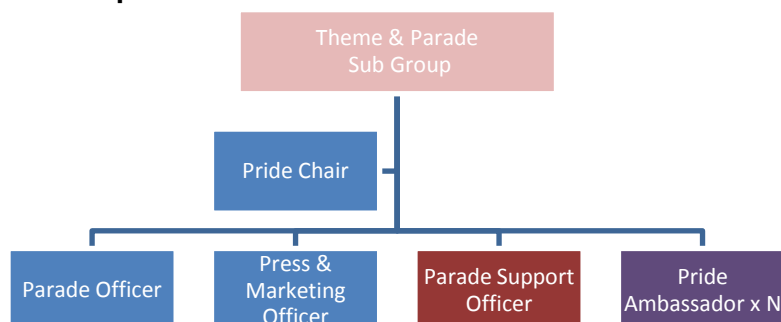 Theme & Parade
Sub Group
Pride Chair
Parade Officer
Press &
Marketing
Officer
Parade Support
Officer
Pride
Ambassador x N